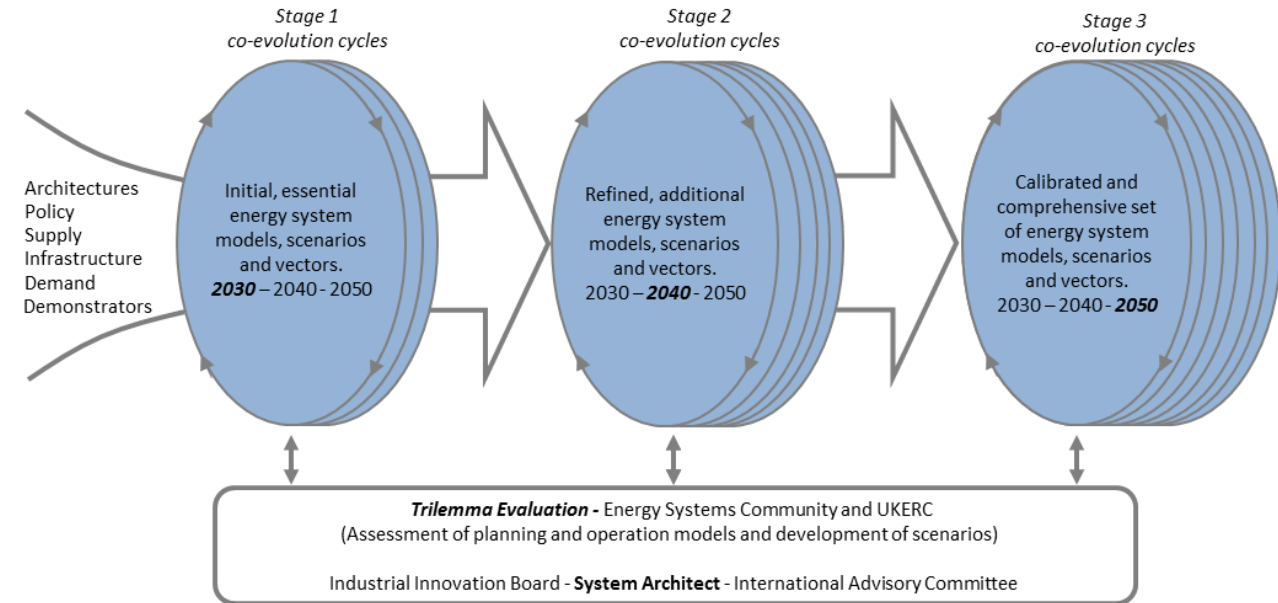 Stage 1
co-evolution cycles
Stage 2
co-evolution cycles
Stage 3
co-evolution cycles
Architectures
Policy
Supply
Infrastructure
Demand
Demonstrators
Initial, essential
energy system
models, scenarios
and vectors.
2030 – 2040 - 2050
Refined, additional
energy system
models, scenarios
and vectors.
2030 – 2040 - 2050
Calibrated and
comprehensive set
of energy system
models, scenarios
and vectors.
2030 – 2040 - 2050
Trilemma Evaluation - Energy Systems Community and UKERC
(Assessment of planning and operation models and development of scenarios)
Industrial Innovation Board - System Architect - International Advisory Committee